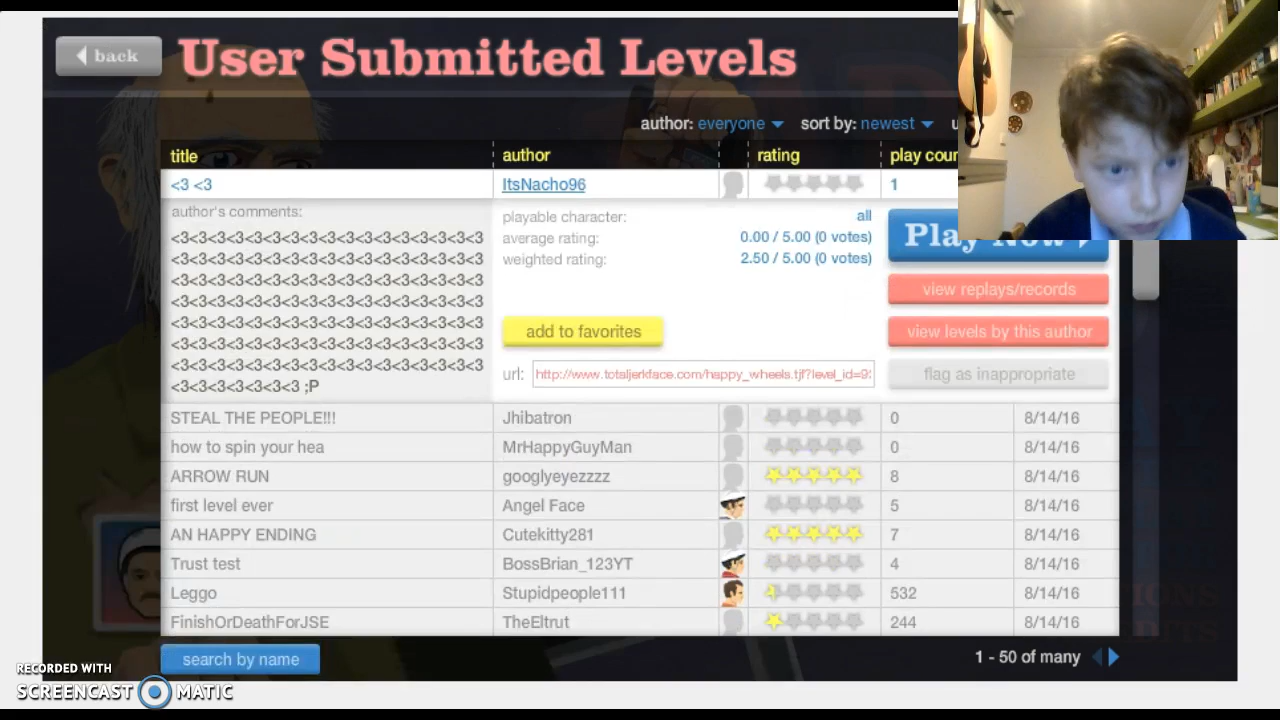 back
User Submitted Levels
author: everyone sort by: newest
title author rating play coun
<3 <3 ItsNacho96 1
author's comments:
<3<3<3<3<3<3<3<3<3<3<3<3<3<3<3<3<3
<3<3<3<3<3<3<3<3<3<3<3<3<3<3<3<3<3
<3<3<3<3<3<3<3<3<3<3<3<3<3<3<3<3<3
<3<3<3<3<3<3<3<3<3<3<3<3<3<3<3<3<3
<3<3<3<3<3<3<3<3<3<3<3<3<3<3<3<3<3
<3<3<3<3<3<3<3<3<3<3<3<3<3<3<3<3<3
<3<3<3<3<3<3<3<3<3<3<3<3<3<3<3<3<3
<3<3<3<3<3<3<3 ;P
playable character: all
average rating: 0.00 / 5.00 (0 votes)
weighted rating: 2.50 / 5.00 (0 votes)
add to favorites
url: http://www.totaljerkface.com/happy_wheels.tjf?level_id=9
Play Now
view replays/records
view levels by this author
flag as inappropriate
STEAL THE PEOPLE!!! Jhibatron 0 8/14/16
how to spin your hea MrHappyGuyMan 0 8/14/16
ARROW RUN googlyeyezzzz 8 8/14/16
first level ever Angel Face 5 8/14/16
AN HAPPY ENDING Cutekitty281 7 8/14/16
Trust test BossBrian_123YT 4 8/14/16
Leggo Stupidpeople111 532 8/14/16
FinishOrDeathForJSE TheEltrut 244 8/14/16
search by name
1 - 50 of many
RECORDED WITH
SCREENCAST MATIC